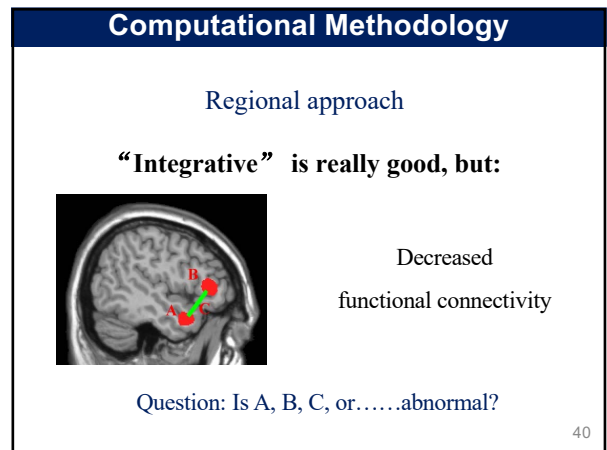 Computational Methodology
Regional approach
“Integrative” is really good, but:
B
A C
Decreased
functional connectivity
Question: Is A, B, C, or……abnormal?
40